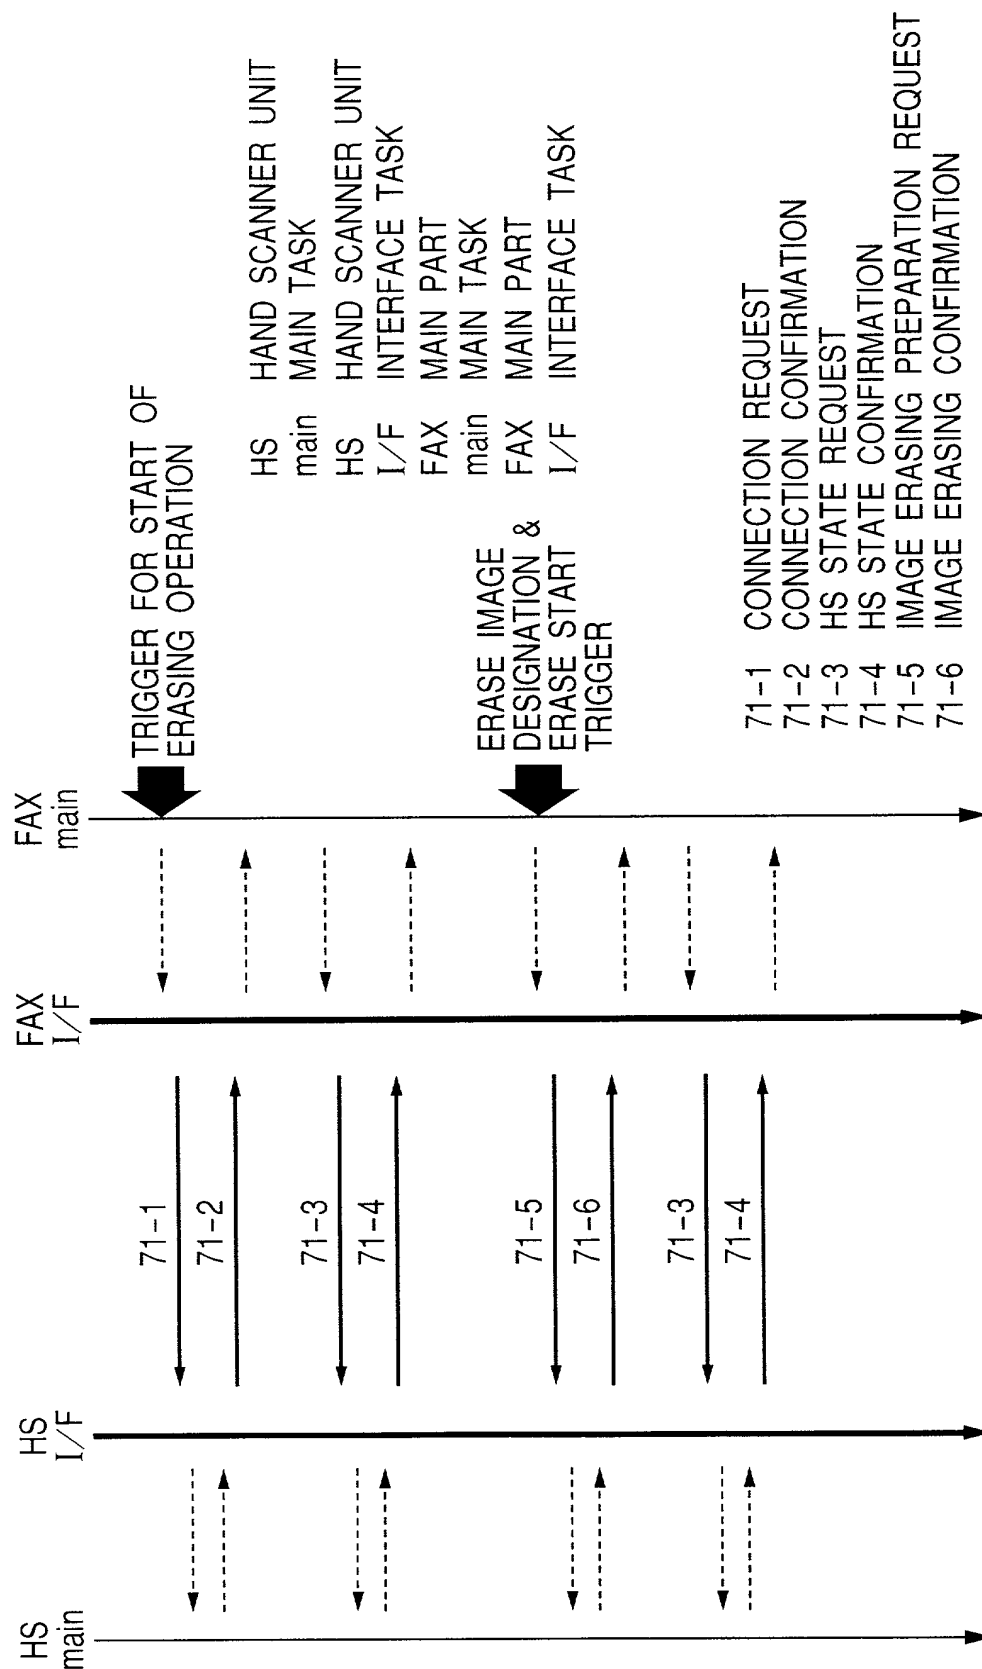 HS
main
HS
I/F
FAX
I/F
FAX
main
TRIGGER FOR START OF
ERASING OPERATION
71-1
71-2
71-3
71-4
ERASE IMAGE
DESIGNATION &
ERASE START
TRIGGER
71-5
71-6
71-3
71-4
HS HAND SCANNER UNIT
main MAIN TASK
HS HAND SCANNER UNIT
I/F INTERFACE TASK
FAX MAIN PART
main MAIN TASK
FAX MAIN PART
I/F INTERFACE TASK
71-1 CONNECTION REQUEST
71-2 CONNECTION CONFIRMATION
71-3 HS STATE REQUEST
71-4 HS STATE CONFIRMATION
71-5 IMAGE ERASING PREPARATION REQUEST
71-6 IMAGE ERASING CONFIRMATION